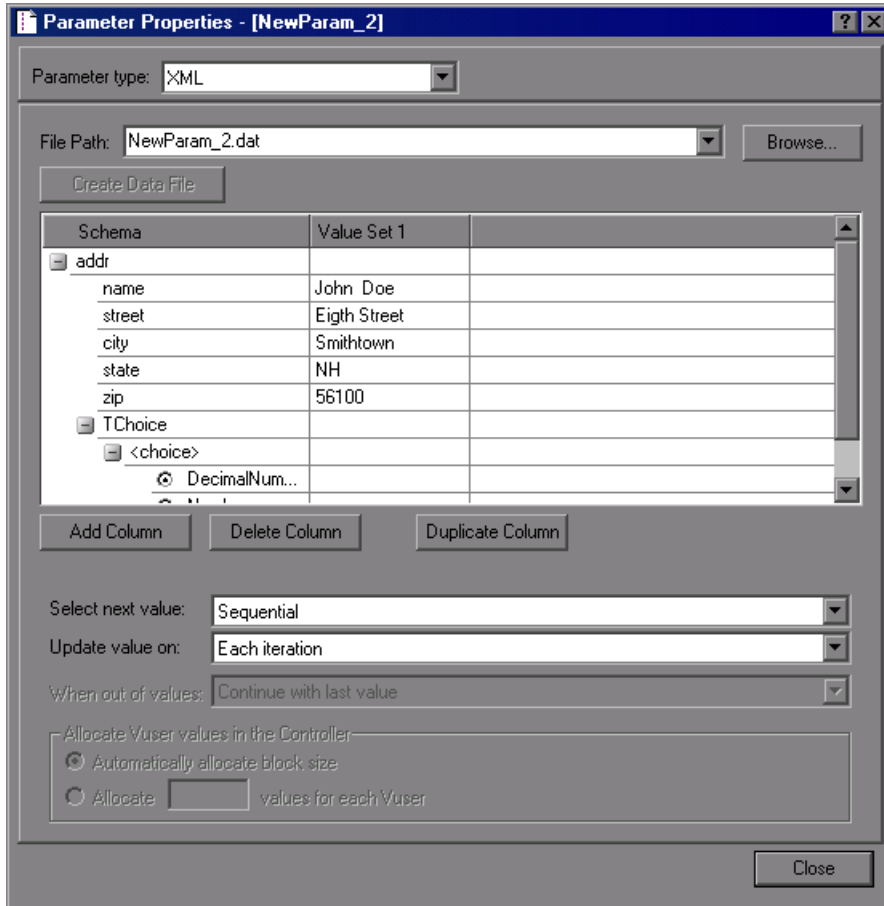 Parameter Properties - [NewParam_2]
Parameter type: XML
File Path: NewParam_2.dat Browse...
Create Data File
Schema Value Set 1
addr
name John Doe
street Eigth Street
city Smithtown
state NH
zip 56100
TChoice
<choice>
DecimalNum...
Add Column Delete Column Duplicate Column
Select next value: Sequential
Update value on: Each iteration
When out of values: Continue with last value
Allocate Vuser values in the Controller
Automatically allocate block size
Allocate values for each Vuser
Close